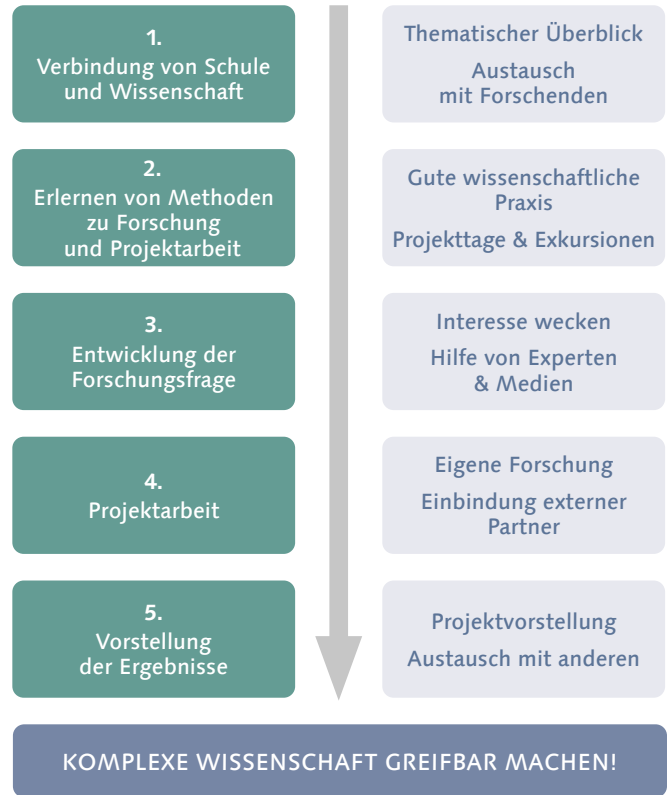 1.
Verbindung von Schule
und Wissenschaft
Thematischer Überblick
Austausch
mit Forschenden
2.
Erlernen von Methoden
zu Forschung
und Projektarbeit
Gute wissenschaftliche
Praxis
Projekttage & Exkursionen
3.
Entwicklung der
Forschungsfrage
Interesse wecken
Hilfe von Experten
& Medien
4.
Projektarbeit
Eigene Forschung
Einbindung externer
Partner
5.
Vorstellung
der Ergebnisse
Projektvorstellung
Austausch mit anderen
KOMPLEXE WISSENSCHAFT GREIFBAR MACHEN!